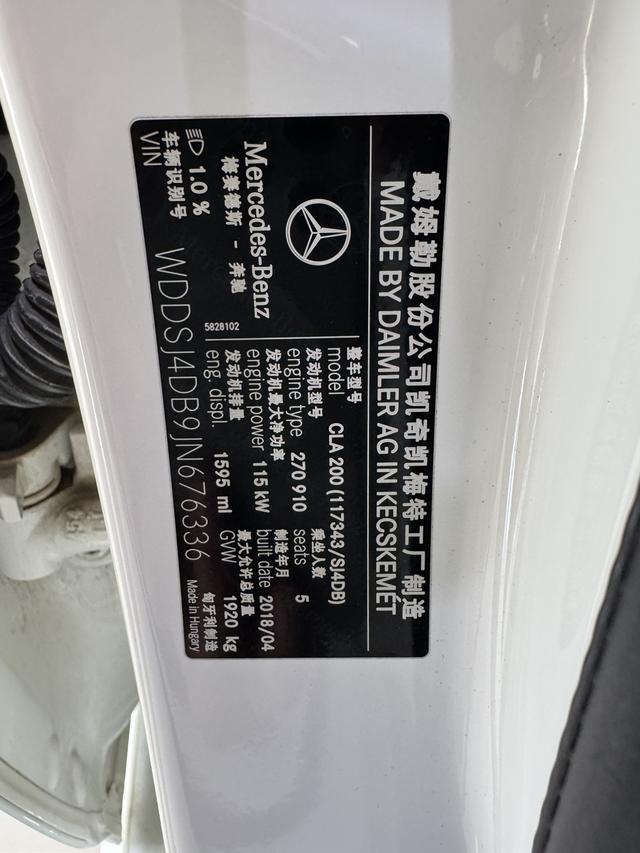 戴姆勒股份公司凯奇凯梅特工厂制造
MADE BY DAIMLER AG IN KECSKEMÉT
Mercedes-Benz
梅赛德斯 - 奔驰
5828102
整车型号
model CLA 200 (117343/SJ4DB)
发动机型号 乘坐人数
engine type 270 910 seats 5
发动机最大净功率 制造年月
engine power 115 kW built date 2018/04
发动机排量 最大允许总质量
eng. displ. 1595 ml GVW 1920 kg
1.0 %
车辆识别号 匈牙利制造
VIN WDDSJ4DB9JN676336 Made in Hungary